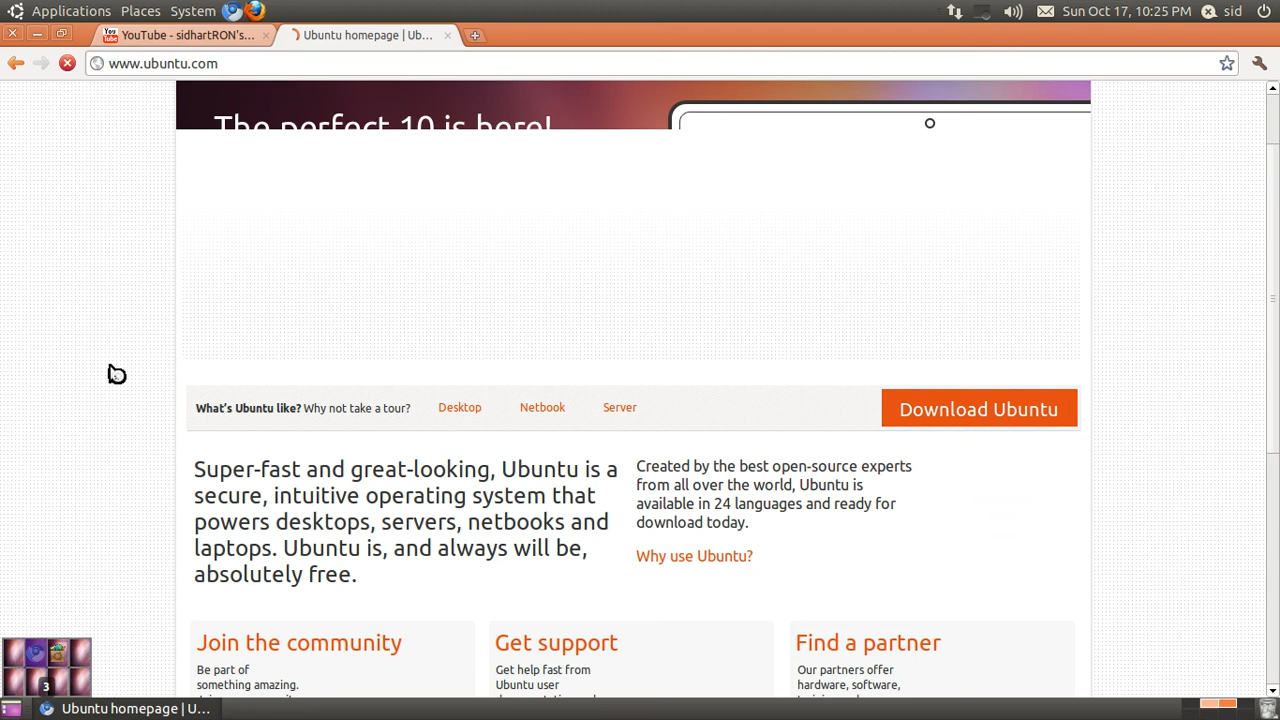 Applications Places System Sun Oct 17, 10:25 PM sid
YouTube - sidhartRON's... Ubuntu homepage | Ub...
www.ubuntu.com
The perfect 10 is here!
What's Ubuntu like? Why not take a tour? Desktop Netbook Server Download Ubuntu
Super-fast and great-looking, Ubuntu is a
secure, intuitive operating system that
powers desktops, servers, netbooks and
laptops. Ubuntu is, and always will be,
absolutely free.
Created by the best open-source experts
from all over the world, Ubuntu is
available in 24 languages and ready for
download today.
Why use Ubuntu?
Join the community
Be part of
something amazing.
Get support
Get help fast from
Ubuntu user
Find a partner
Our partners offer
hardware, software,
3
Ubuntu homepage | U...